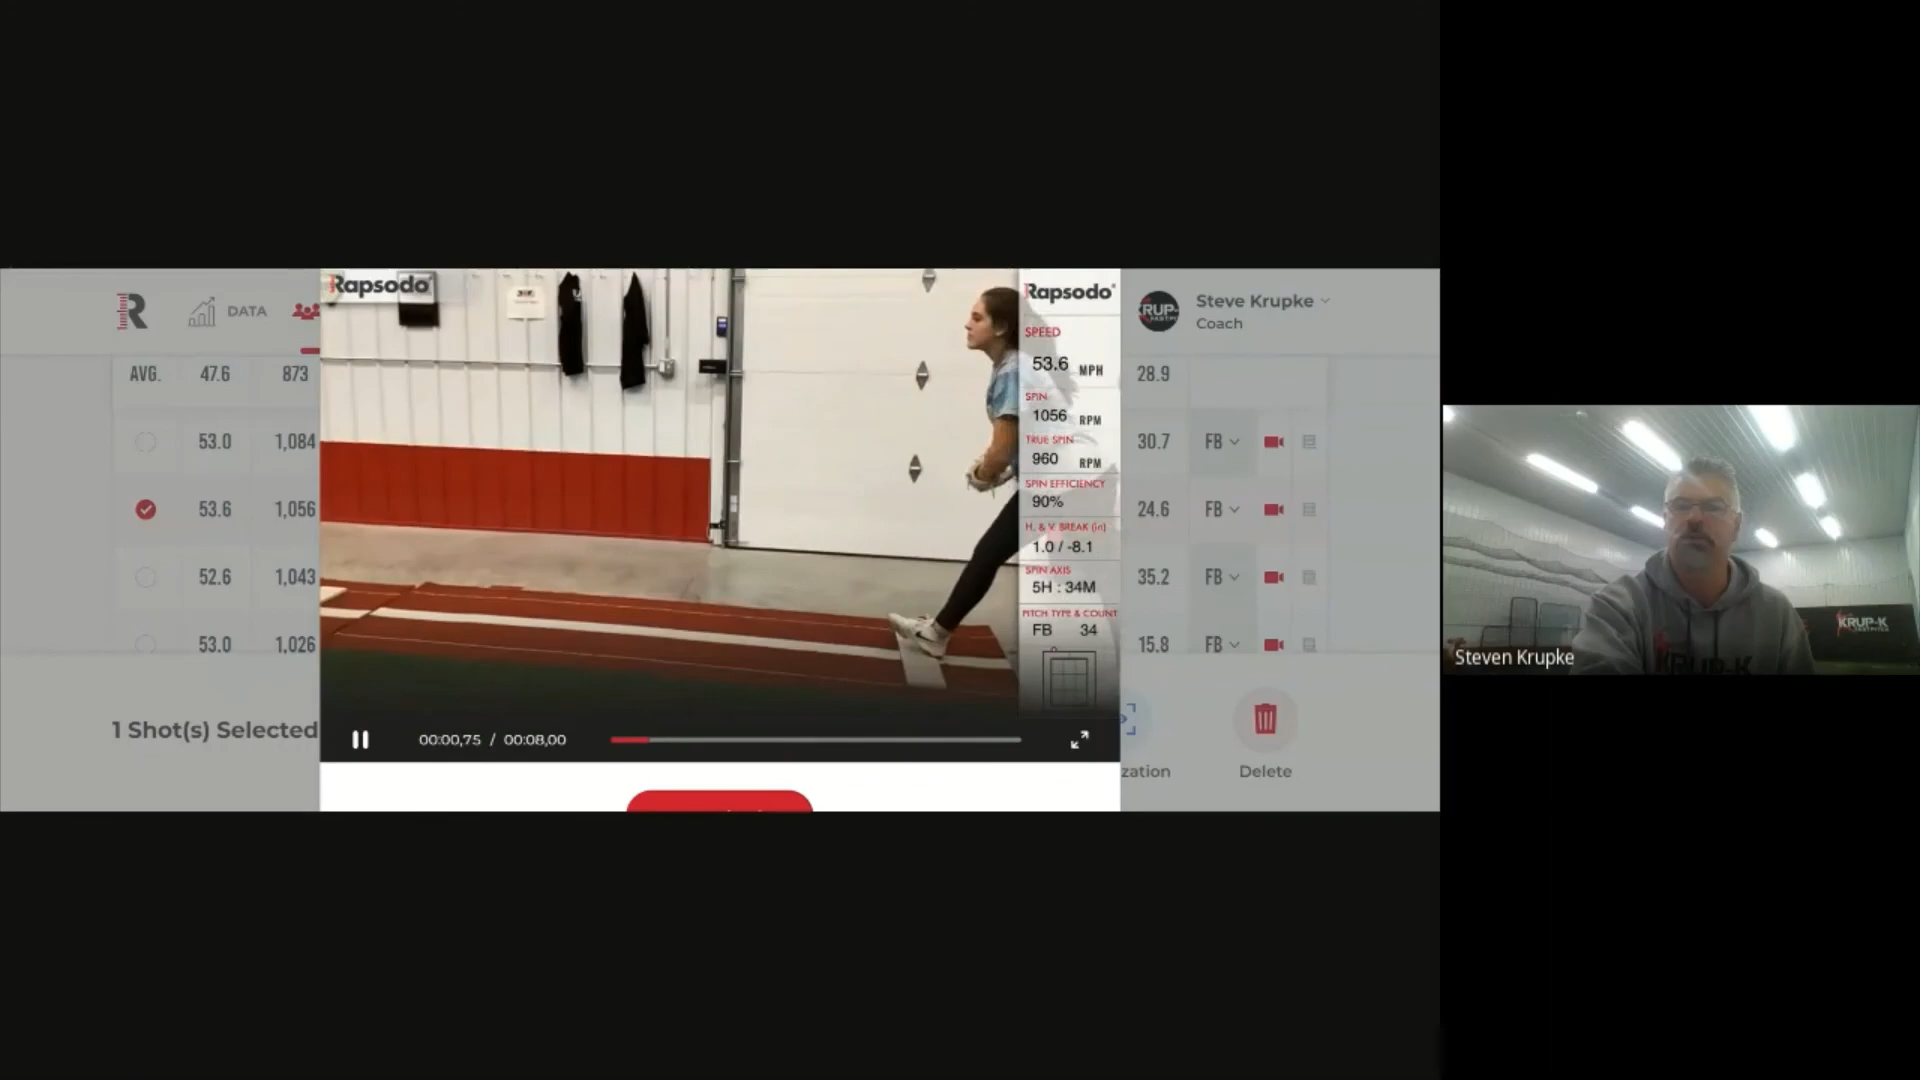 R DATA
AVG. 47.6 873
53.0 1,084
53.6 1,056
52.6 1,043
53.0 1,026
1 Shot(s) Selected
Rapsodo®
Rapsodo®
SPEED
53.6 MPH
SPIN
1056 RPM
TRUE SPIN
960 RPM
SPIN EFFICIENCY
90%
H. & V. BREAK (in)
1.0 / -8.1
SPIN AXIS
5H : 34M
PITCH TYPE & COUNT
FB 34
00:00,75 / 00:08,00
KRUP-
Steve Krupke
Coach
28.9
30.7 FB
24.6 FB
35.2 FB
15.8 FB
zation
Delete
KRUP-K
KRUP-K
Steven Krupke